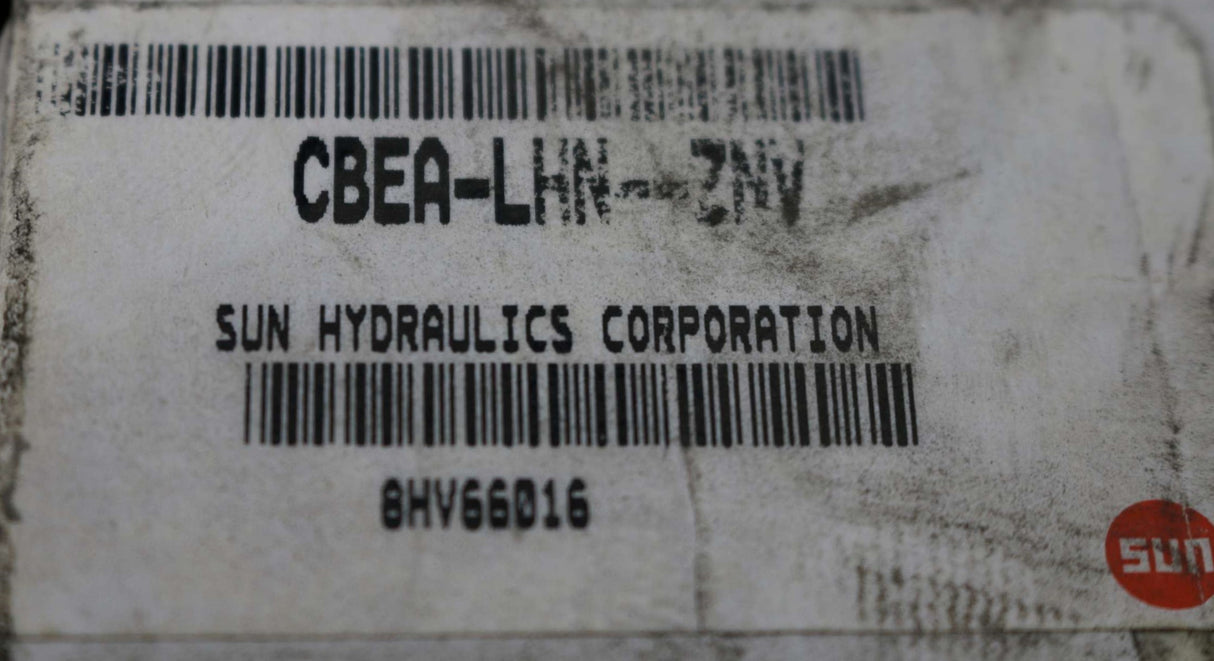 CBEA-LHN--ZNV
SUN HYDRAULICS CORPORATION
8HV66016
sun